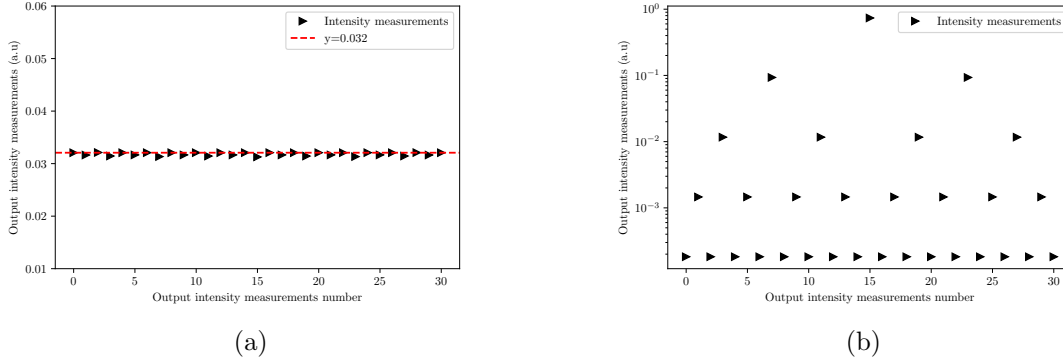 0.06
0.05
0.04
0.03
0.02
0.01
0
5
10
15
20
25
30
Output intensity measurements (a.u)
Output intensity measurements number
Intensity measurements
y=0.032
(a)
10⁰
10⁻¹
10⁻²
10⁻³
0
5
10
15
20
25
30
Output intensity measurements (a.u)
Output intensity measurements number
Intensity measurements
(b)